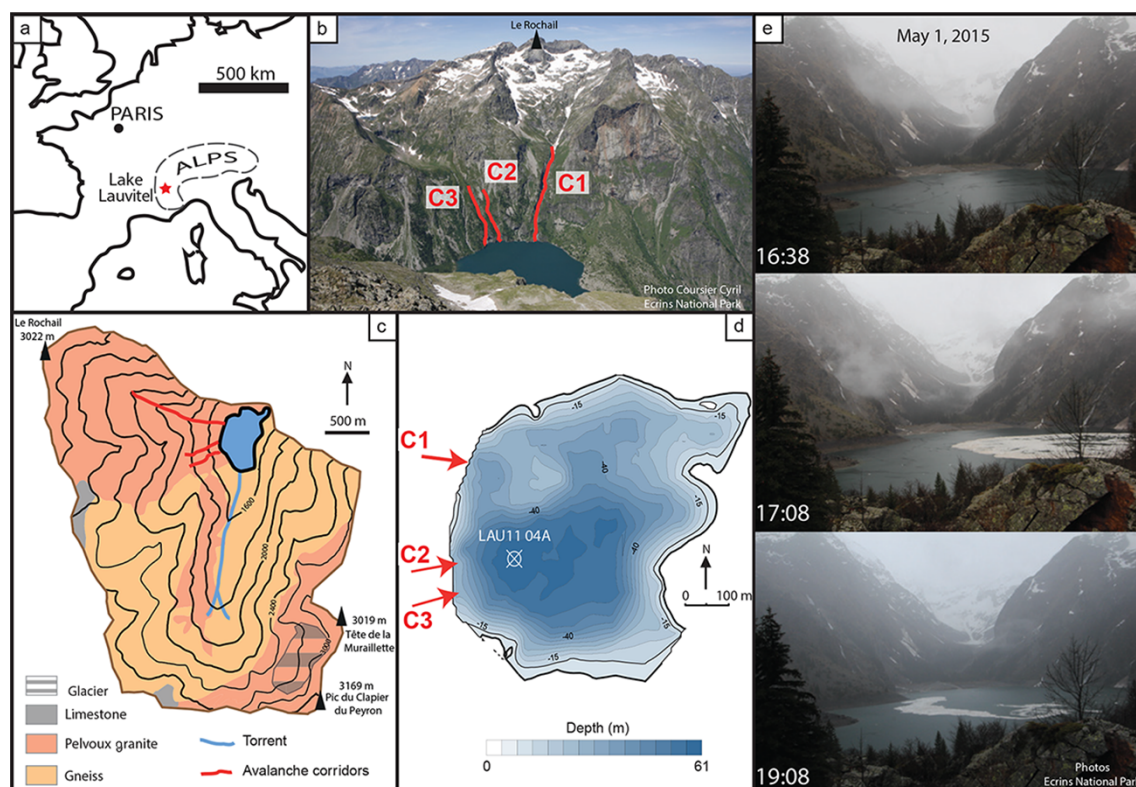 a
500 km
PARIS
ALPS
Lake
Lauvitel
b
Le Rochail
C3
C2
C1
Photo Coursier Cyril
Ecrins National Park
c
Le Rochail
3022 m
N
500 m
1600
2000
2400
3000
3019 m
Tête de la
Muraillette
3169 m
Pic du Clapier
du Peyron
Glacier
Limestone
Pelvoux granite
Gneiss
Torrent
Avalanche corridors
d
C1
C2
C3
-15
-15
-40
-40
-15
LAU11 04A
-40
N
0 100 m
-15
-40
-15
-15
Depth (m)
0
61
e
May 1, 2015
16:38
17:08
19:08
Photos
Ecrins National Park